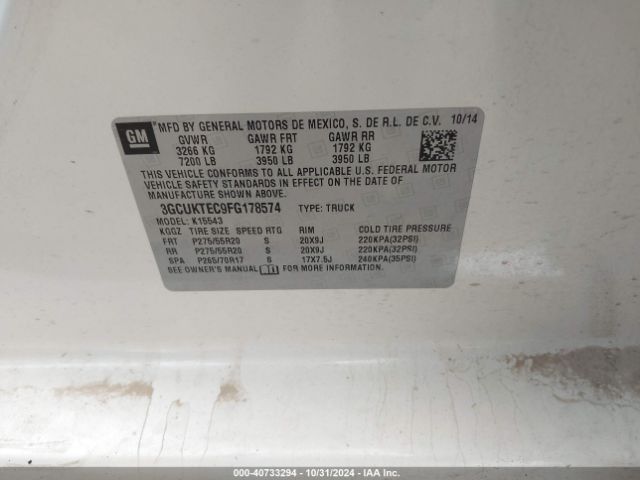 GM
MFD BY GENERAL MOTORS DE MEXICO, S. DE R.L. DE C.V. 10/14
GVWR GAWR FRT GAWR RR
3266 KG 1792 KG 1792 KG
7200 LB 3950 LB 3950 LB
THIS VEHICLE CONFORMS TO ALL APPLICABLE U.S. FEDERAL MOTOR
VEHICLE SAFETY STANDARDS IN EFFECT ON THE DATE OF
MANUFACTURE SHOWN ABOVE.
3GCUKTEC9FG178574 TYPE: TRUCK
MODEL: K15543
KGGZ TIRE SIZE SPEED RTG RIM COLD TIRE PRESSURE
FRT P275/55R20 S 20X9J 220KPA(32PSI)
RR P275/55R20 S 20X9J 220KPA(32PSI)
SPA P265/70R17 S 17X7.5J 240KPA(35PSI)
SEE OWNER'S MANUAL FOR MORE INFORMATION.
000-40733294 - 10/31/2024 - IAA Inc.